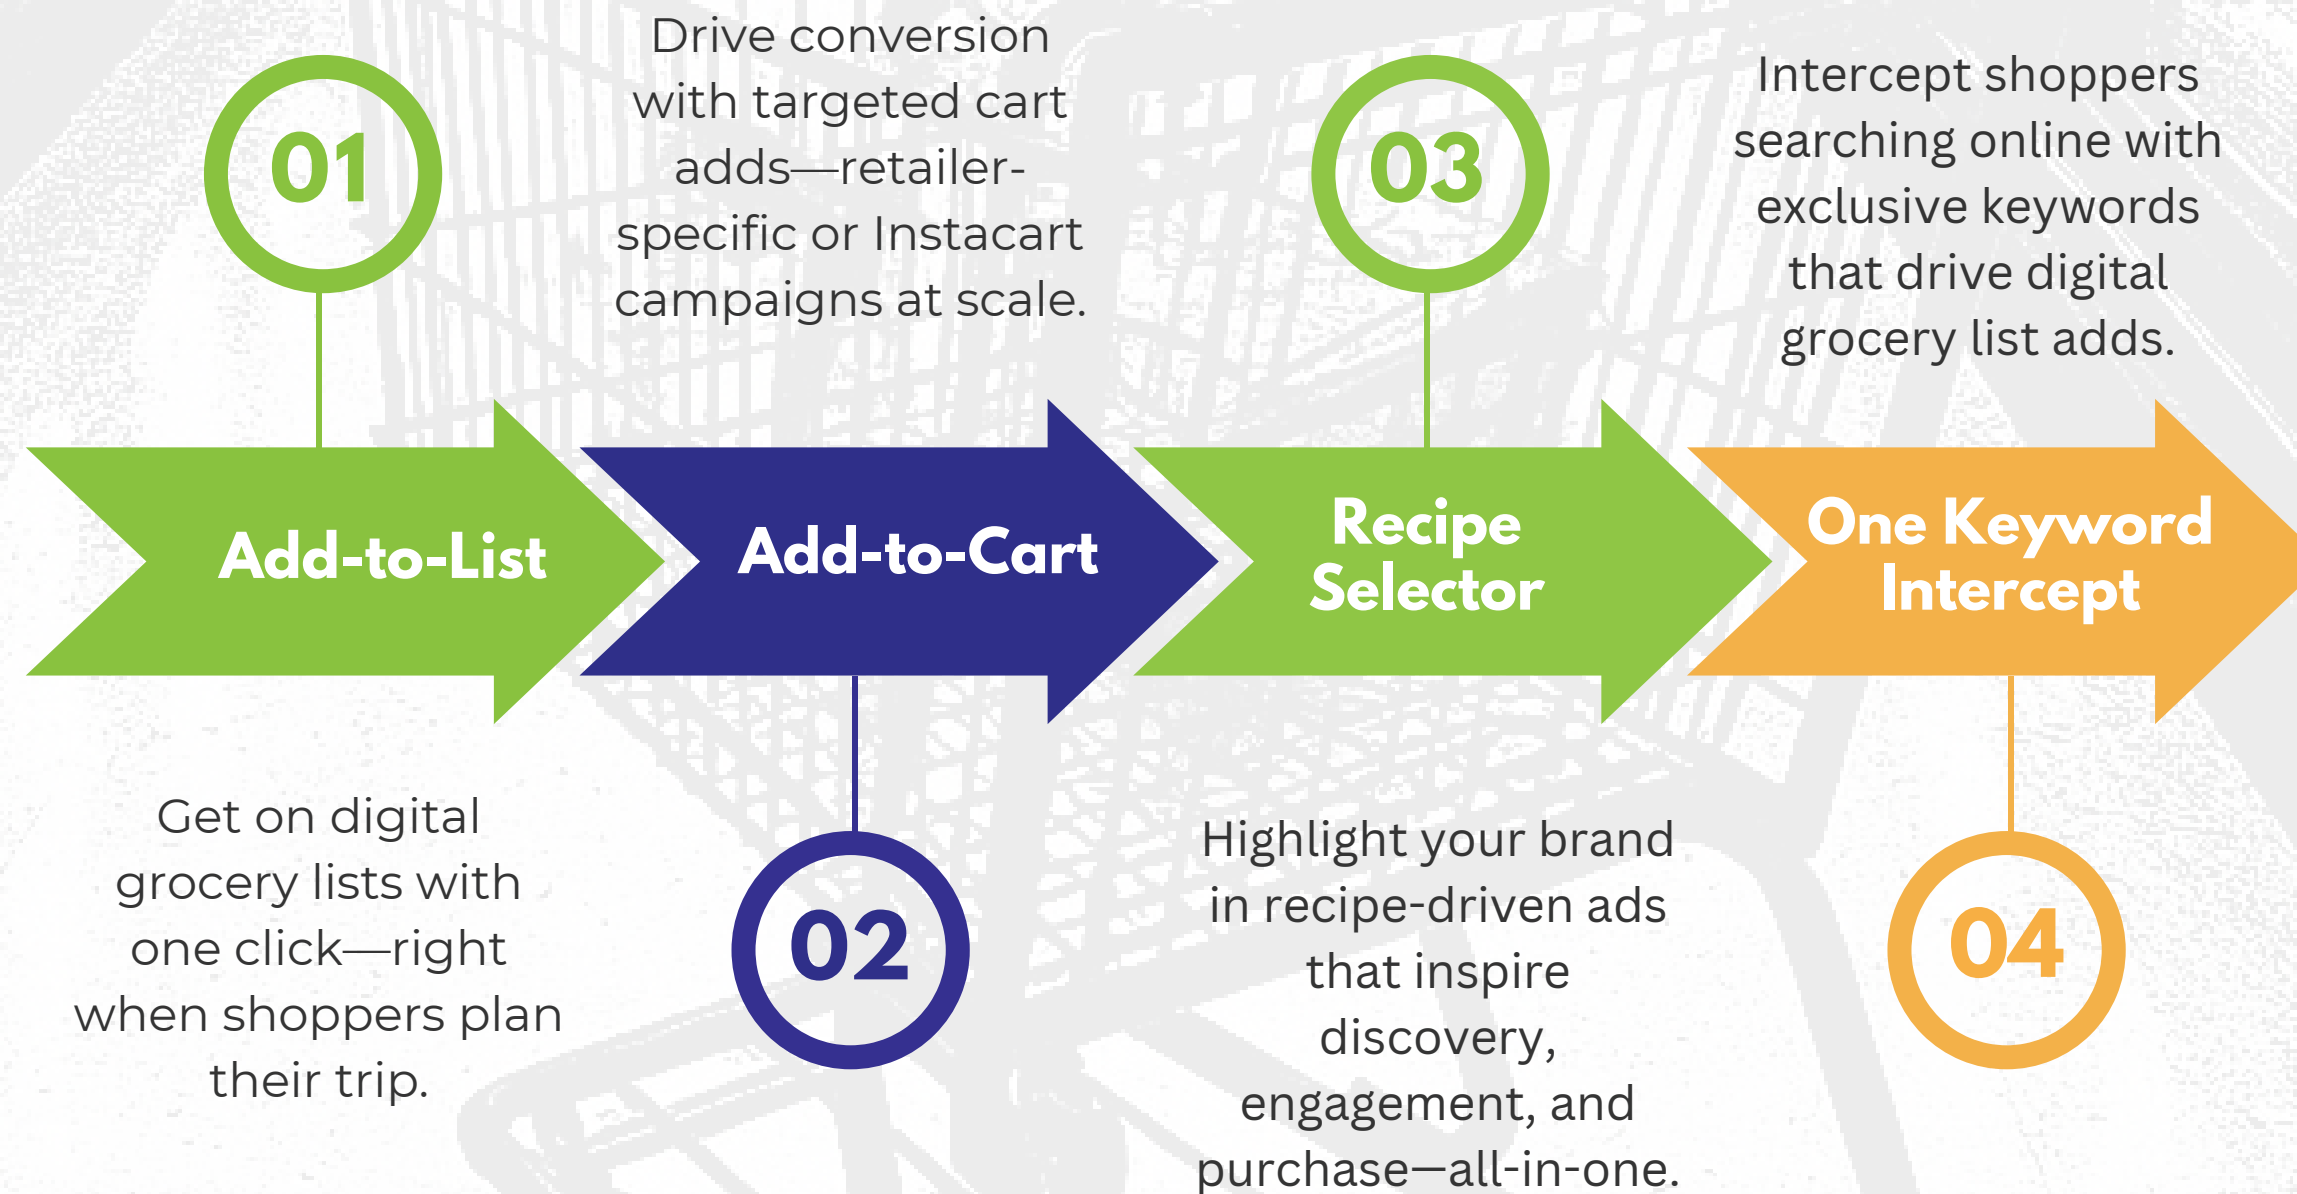 01
Add-to-List
Get on digital
grocery lists with
one click—right
when shoppers plan
their trip.
Drive conversion
with targeted cart
adds—retailer-
specific or Instacart
campaigns at scale.
Add-to-Cart
02
03
Recipe
Selector
Highlight your brand
in recipe-driven ads
that inspire
discovery,
engagement, and
purchase—all-in-one.
Intercept shoppers
searching online with
exclusive keywords
that drive digital
grocery list adds.
One Keyword
Intercept
04